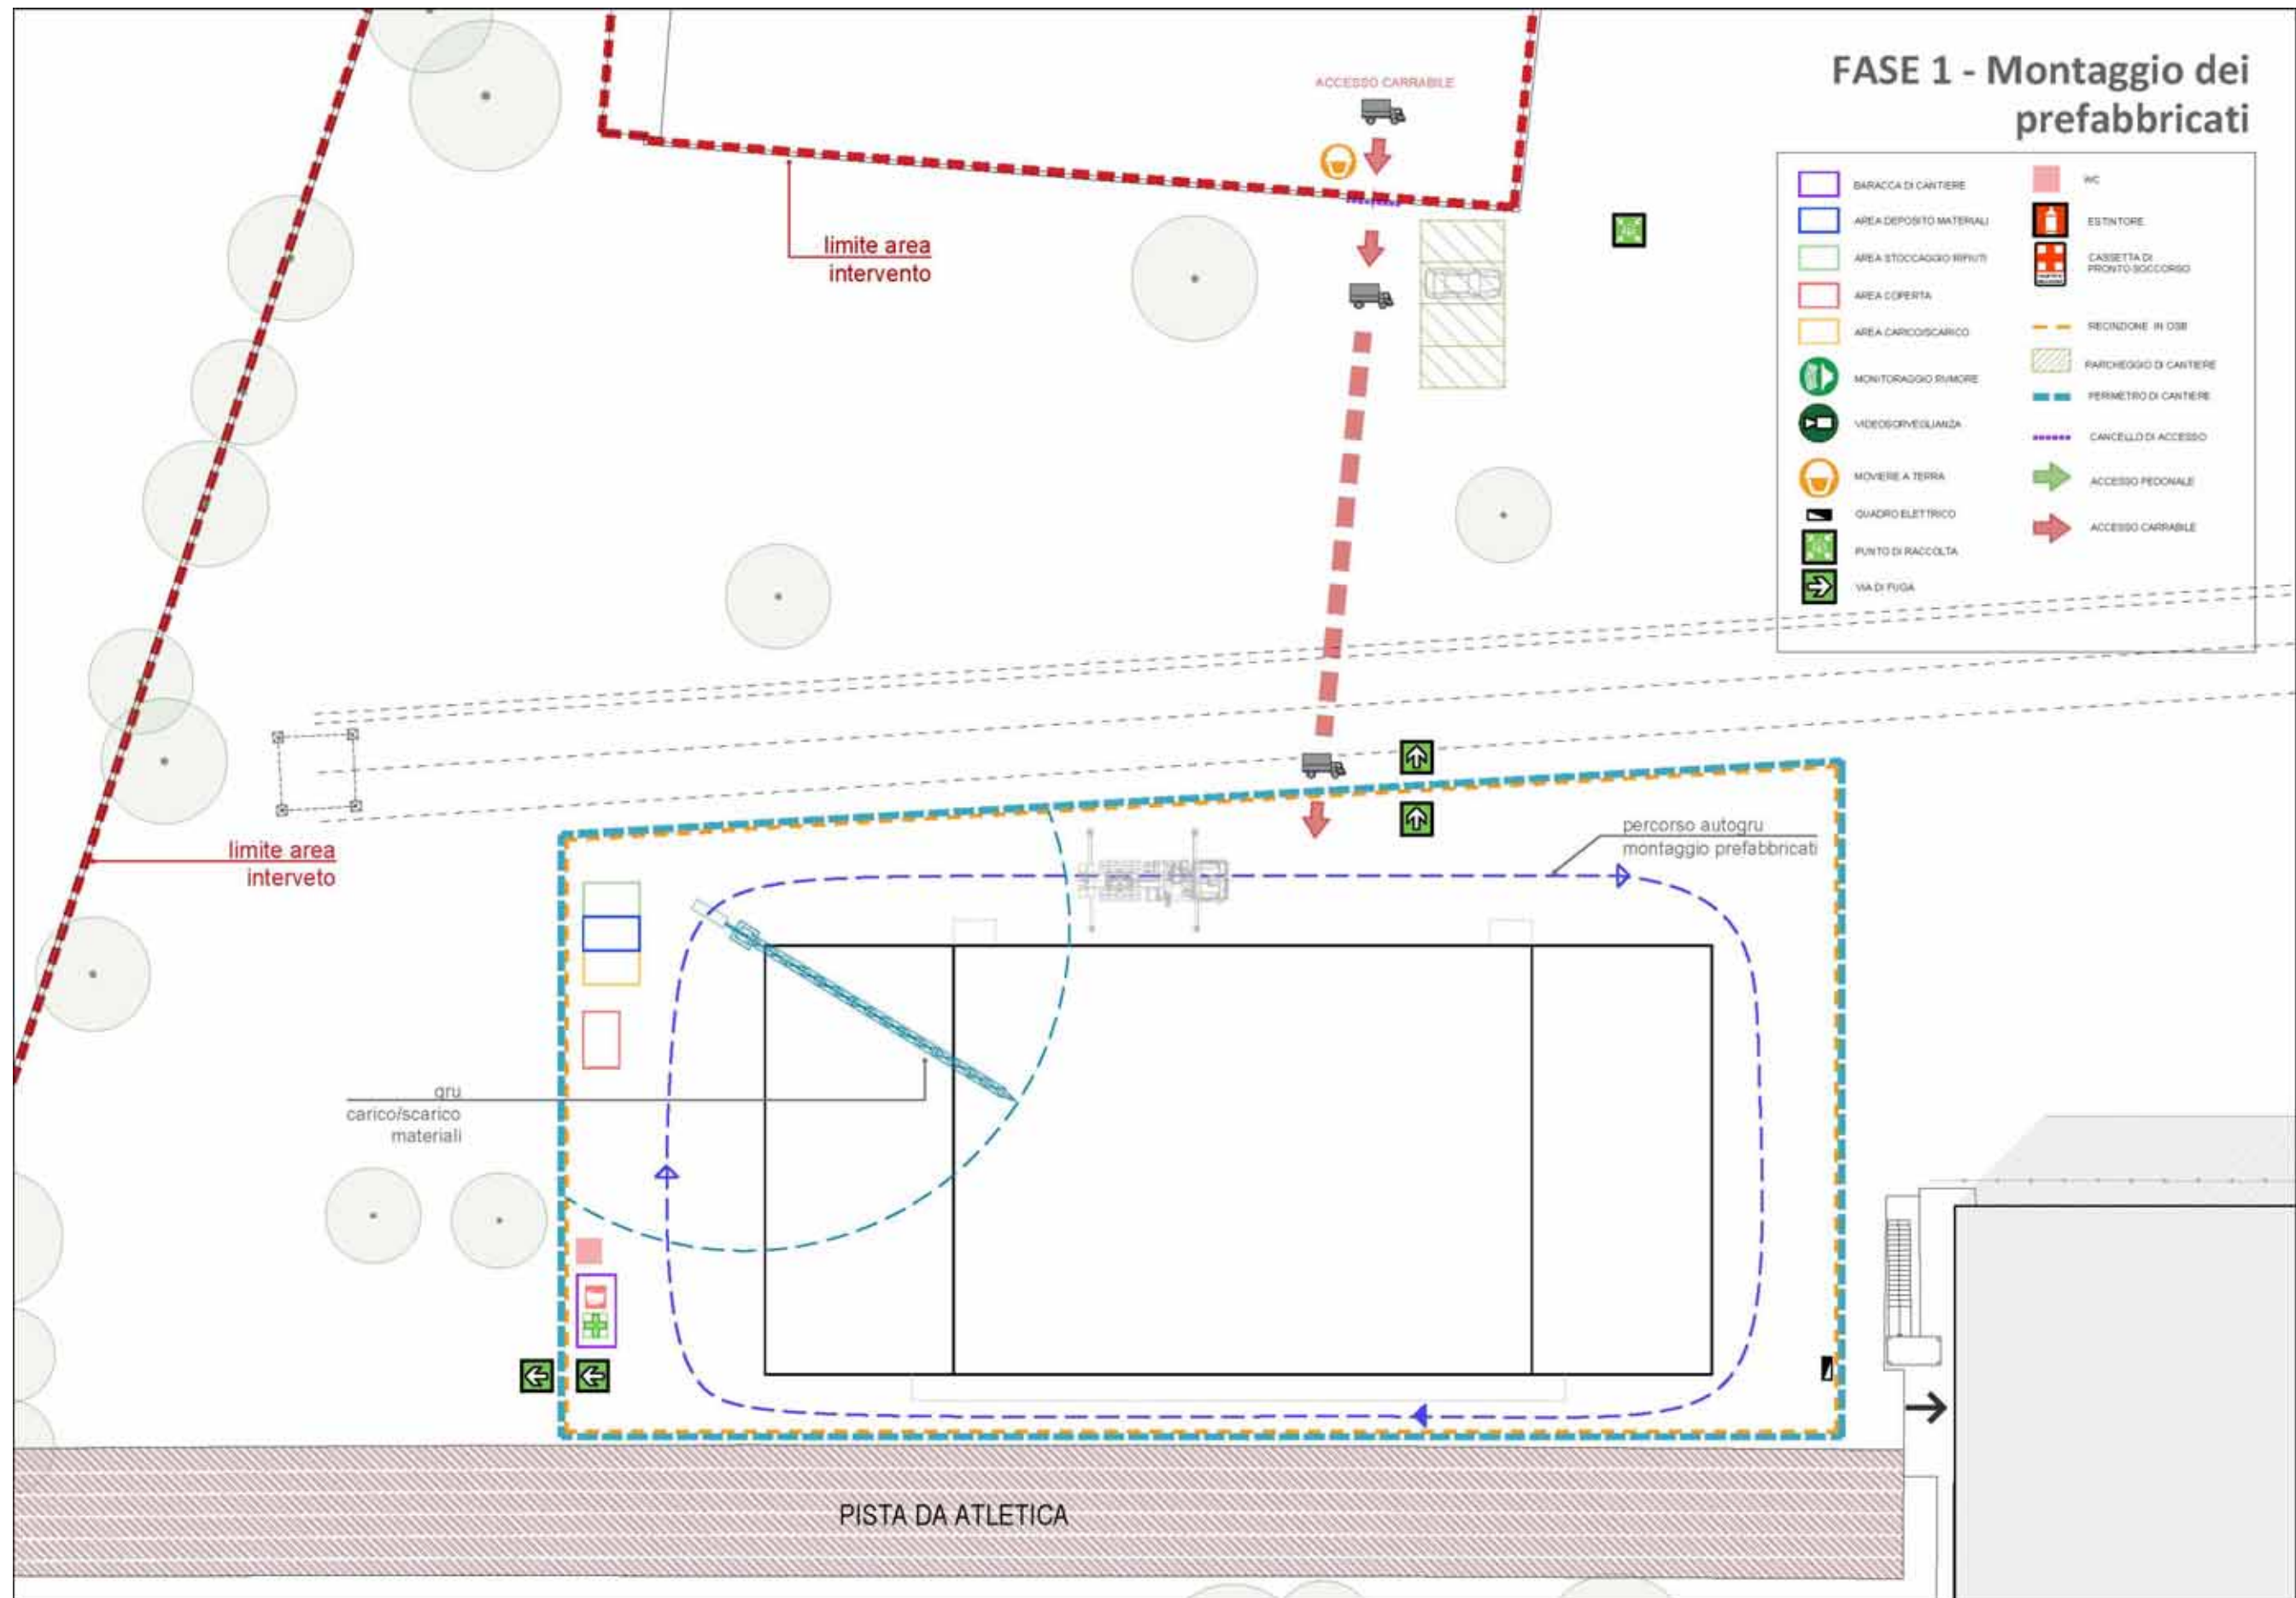 FASE 1 - Montaggio dei
prefabbricati
ACCESSO CARRABILE
limite area
intervento
BARACCA DI CANTIERE
AREA DEPOSITO MATERIALI
AREA STOCCAGGIO RIFIUTI
AREA COPERTA
AREA CARICO/SCARICO
MONITORAGGIO RUMORE
VIDEOSORVEGLIANZA
MOVIERE A TERRA
QUADRO ELETTRICO
PUNTO DI RACCOLTA
VIA DI FUGA
WC
ESTINTORE
CASSETTA DI
PRONTO SOCCORSO
RECINZIONE IN OSB
PARCHEGGIO DI CANTIERE
PERIMETRO DI CANTIERE
CANCELLO DI ACCESSO
ACCESSO PEDONALE
ACCESSO CARRABILE
limite area
interveto
percorso autogru
montaggio prefabbricati
gru
carico/scarico
materiali
PISTA DA ATLETICA